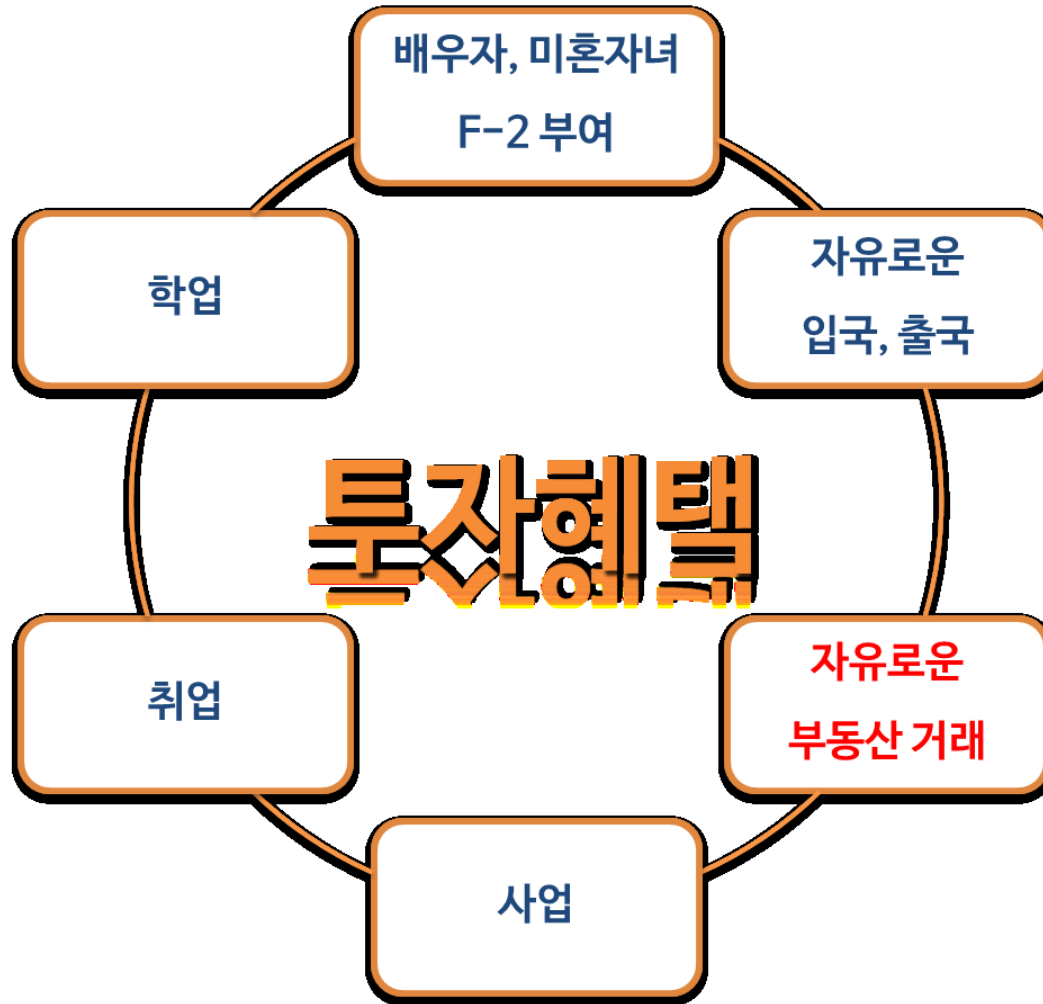 배우자, 미혼자녀
F-2 부여
학업
자유로운
입국, 출국
투자혜택
취업
자유로운
부동산 거래
사업